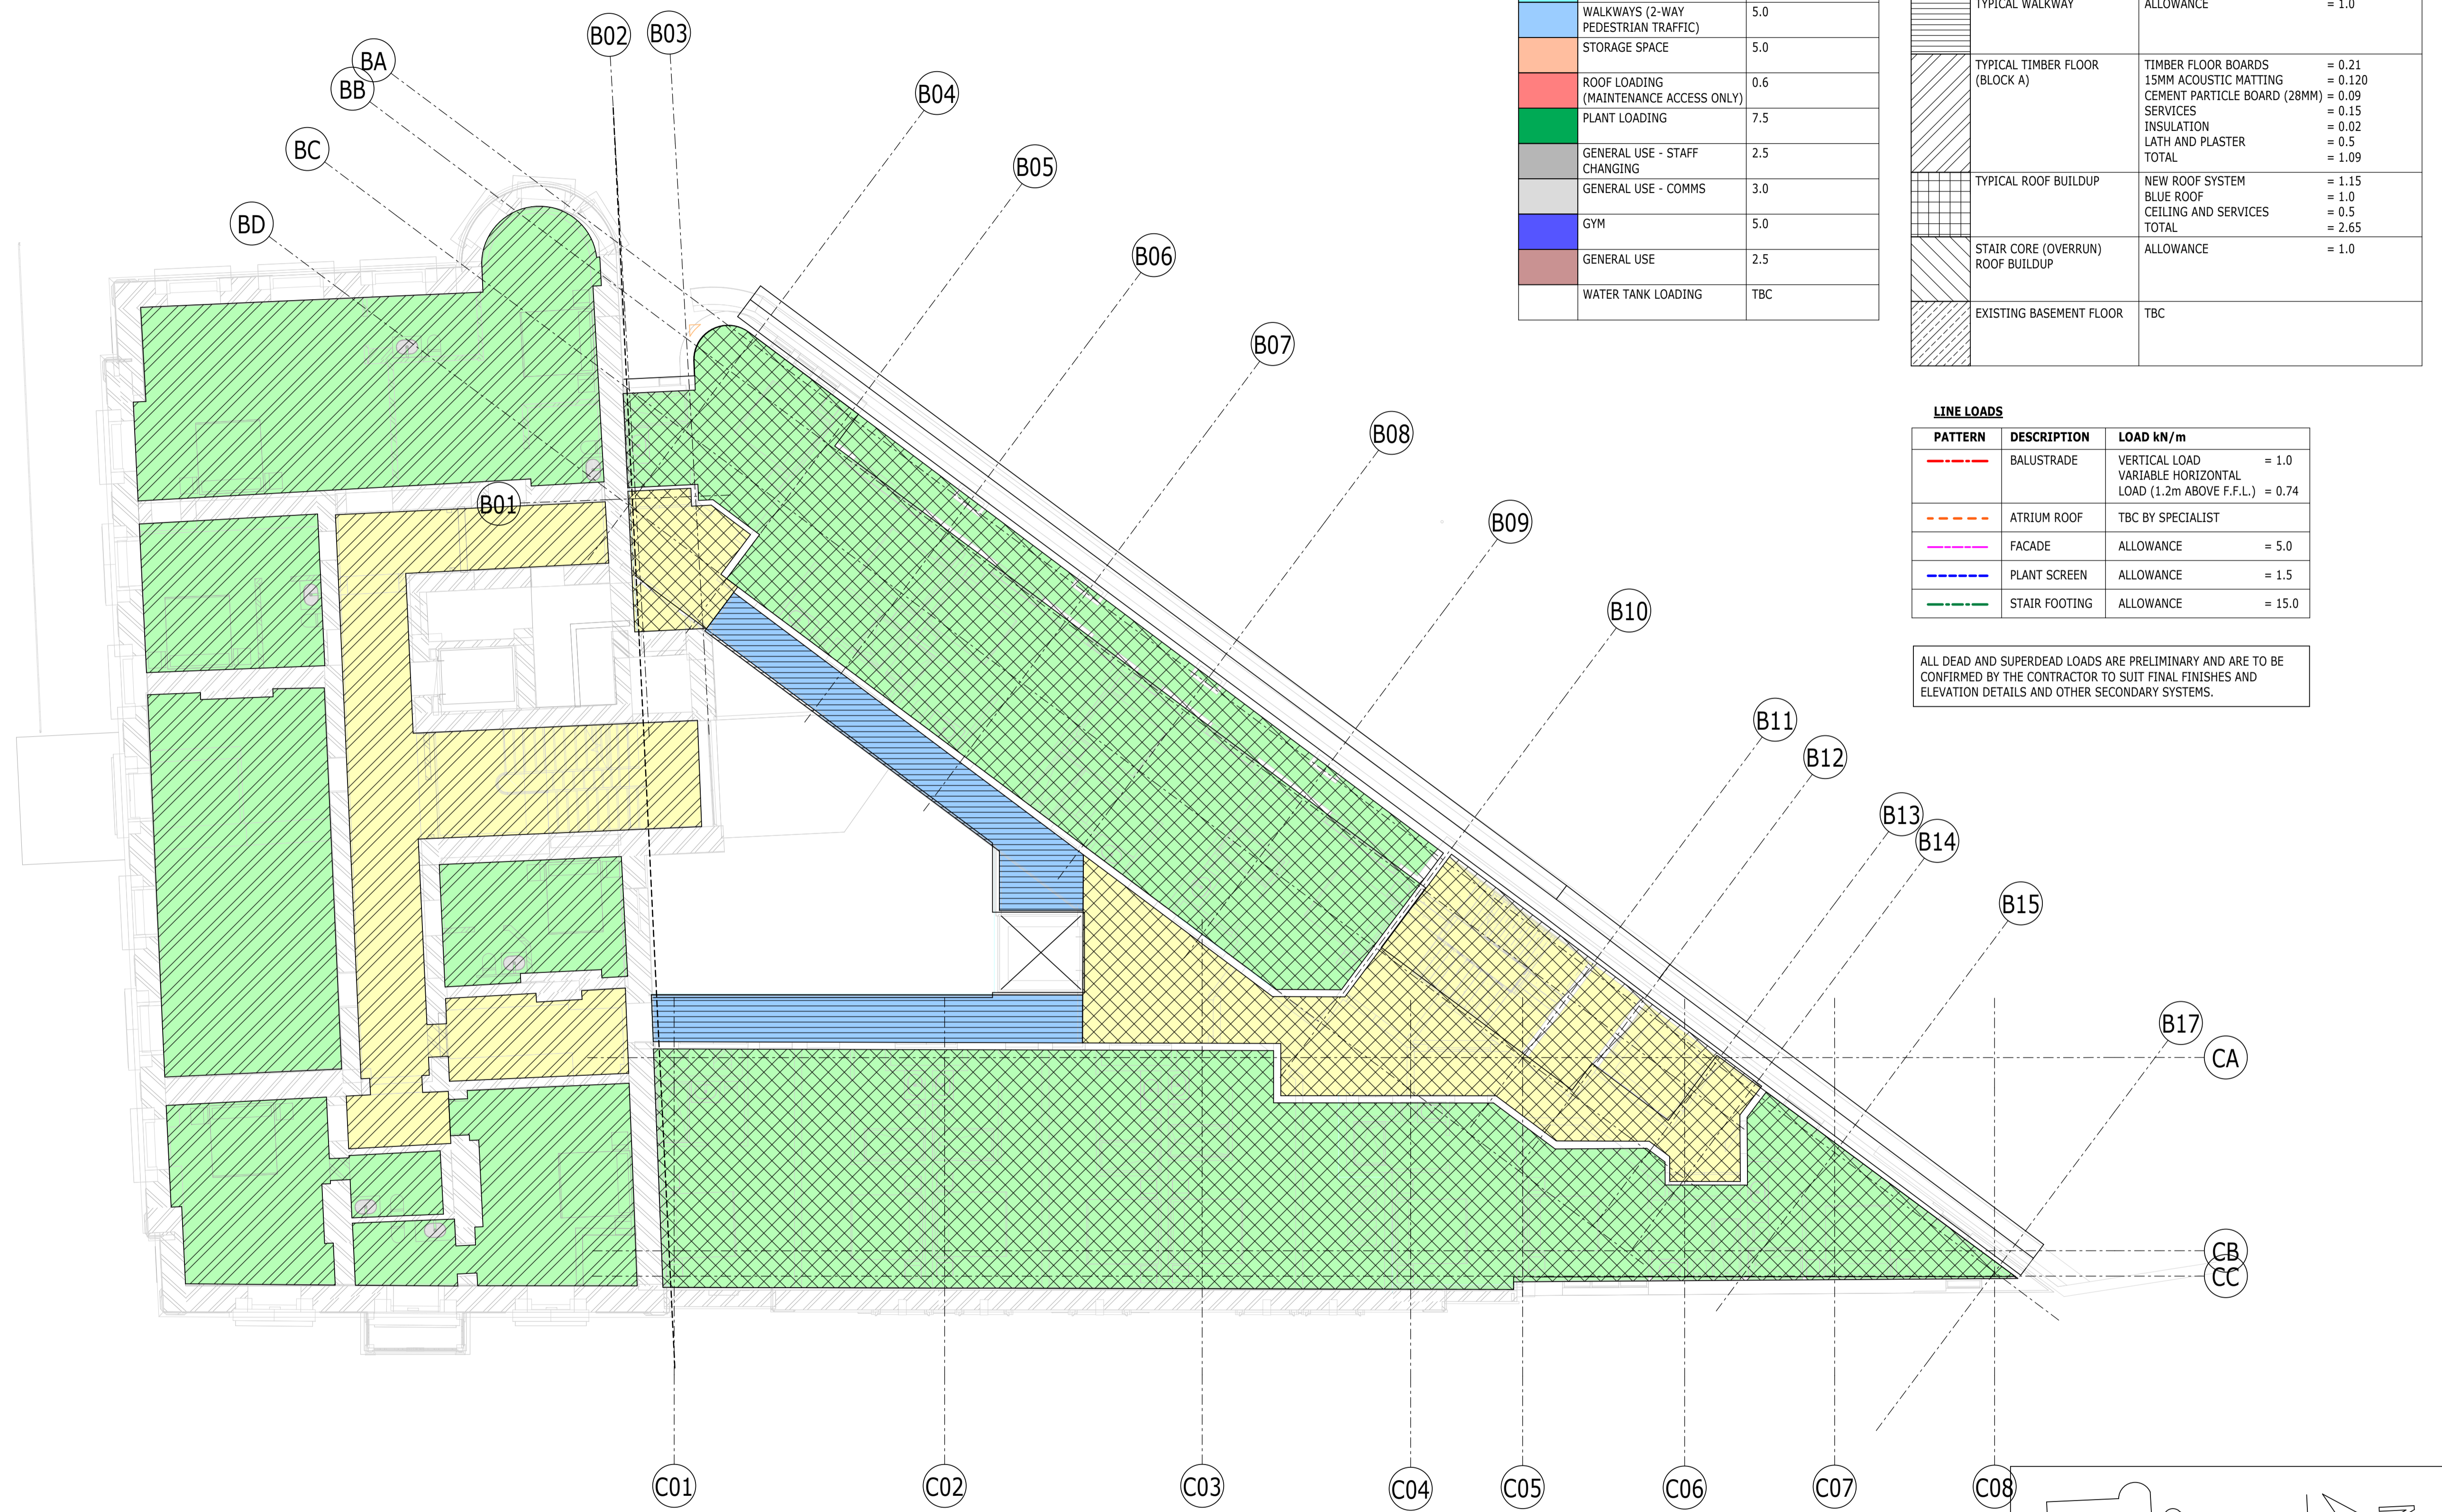 B02
B03
BA
BB
B04
BC
B05
BD
B06
B07
B08
B01
B09
B10
B11
B12
B13
B14
B15
B17
CA
CB
CC
C01
C02
C03
C04
C05
C06
C07
C08
WALKWAYS (2-WAY
PEDESTRIAN TRAFFIC)
5.0
STORAGE SPACE
5.0
ROOF LOADING
(MAINTENANCE ACCESS ONLY)
0.6
PLANT LOADING
7.5
GENERAL USE - STAFF
CHANGING
2.5
GENERAL USE - COMMS
3.0
GYM
5.0
GENERAL USE
2.5
WATER TANK LOADING
TBC
TYPICAL WALKWAY
ALLOWANCE = 1.0
TYPICAL TIMBER FLOOR
(BLOCK A)
TIMBER FLOOR BOARDS = 0.21
15MM ACOUSTIC MATTING = 0.120
CEMENT PARTICLE BOARD (28MM) = 0.09
SERVICES = 0.15
INSULATION = 0.02
LATH AND PLASTER = 0.5
TOTAL = 1.09
TYPICAL ROOF BUILDUP
NEW ROOF SYSTEM = 1.15
BLUE ROOF = 1.0
CEILING AND SERVICES = 0.5
TOTAL = 2.65
STAIR CORE (OVERRUN)
ROOF BUILDUP
ALLOWANCE = 1.0
EXISTING BASEMENT FLOOR
TBC
LINE LOADS
PATTERN DESCRIPTION LOAD kN/m
BALUSTRADE
VERTICAL LOAD = 1.0
VARIABLE HORIZONTAL
LOAD (1.2m ABOVE F.F.L.) = 0.74
ATRIUM ROOF TBC BY SPECIALIST
FACADE ALLOWANCE = 5.0
PLANT SCREEN ALLOWANCE = 1.5
STAIR FOOTING ALLOWANCE = 15.0
ALL DEAD AND SUPERDEAD LOADS ARE PRELIMINARY AND ARE TO BE
CONFIRMED BY THE CONTRACTOR TO SUIT FINAL FINISHES AND
ELEVATION DETAILS AND OTHER SECONDARY SYSTEMS.